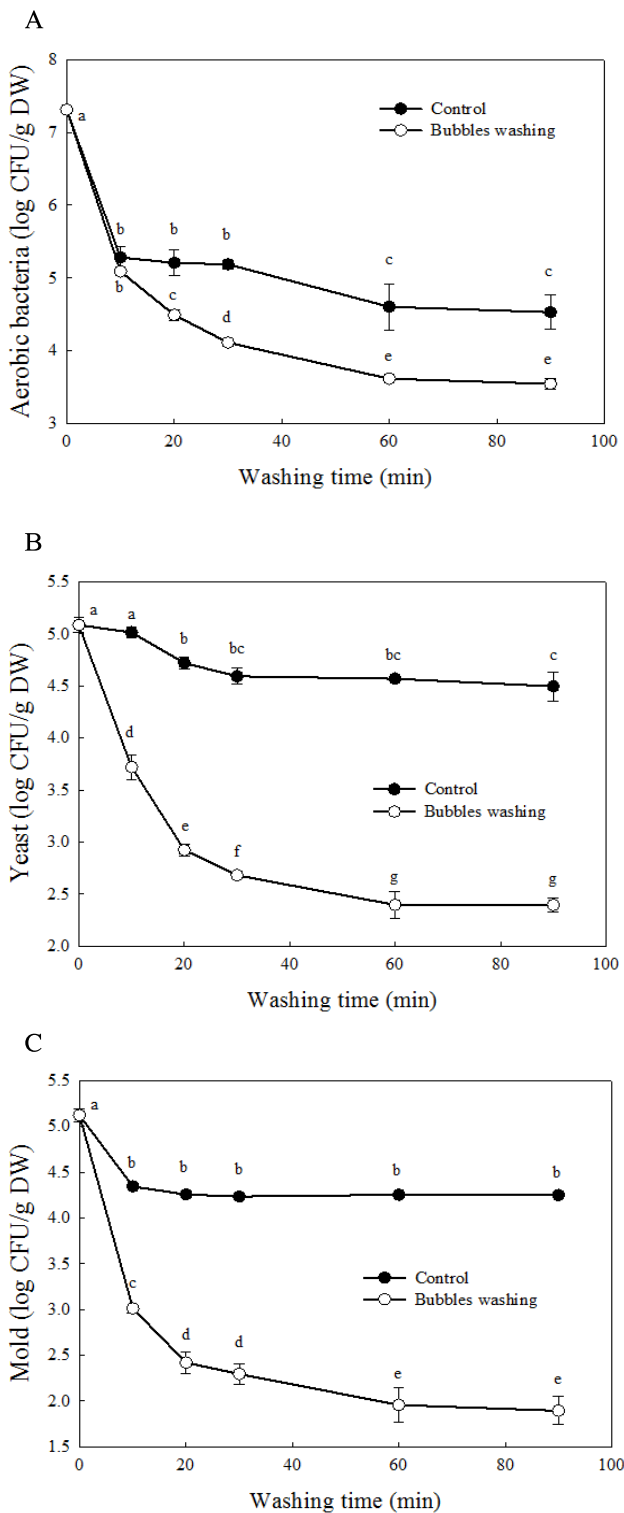 A
8
7
6
5
4
3
Aerobic bacteria (log CFU/g DW)
Control
Bubbles washing
a
b b b c c
b c d e e
0 20 40 60 80 100
Washing time (min)
B
5.5
5.0
4.5
4.0
3.5
3.0
2.5
2.0
Yeast (log CFU/g DW)
a a b bc bc c
d e f g g
Control
Bubbles washing
0 20 40 60 80 100
Washing time (min)
C
5.5
5.0
4.5
4.0
3.5
3.0
2.5
2.0
1.5
Mold (log CFU/g DW)
a
b b b b b
c d d e e
Control
Bubbles washing
0 20 40 60 80 100
Washing time (min)